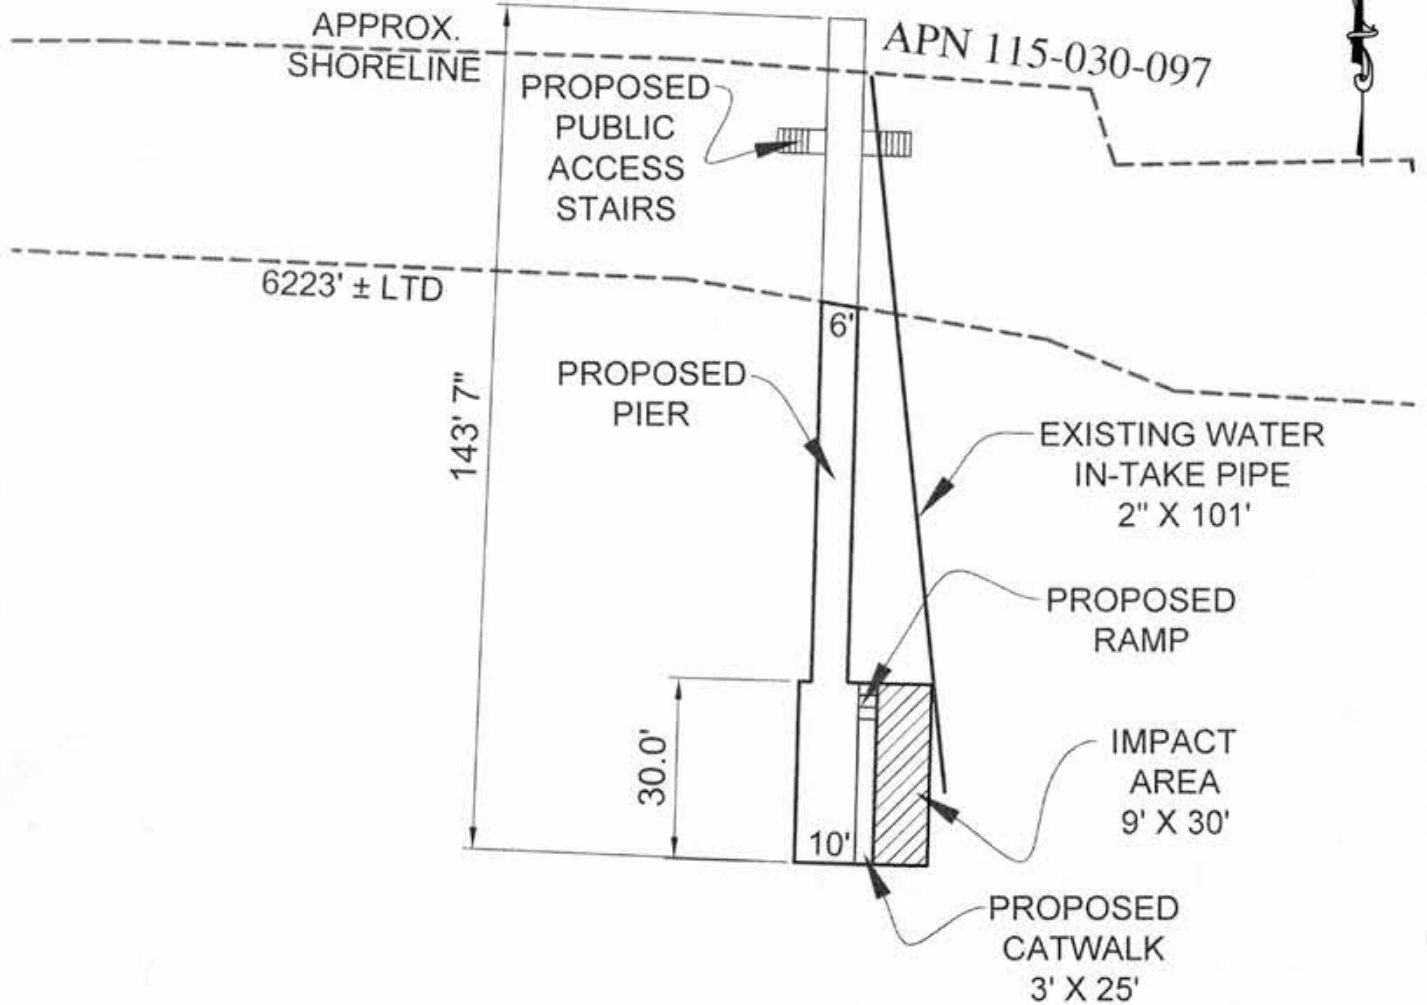 APPROX.
SHORELINE
APN 115-030-097
PROPOSED
PUBLIC
ACCESS
STAIRS
6223' ± LTD
6'
143' 7"
PROPOSED
PIER
EXISTING WATER
IN-TAKE PIPE
2" X 101'
PROPOSED
RAMP
30.0'
IMPACT
AREA
9' X 30'
10'
PROPOSED
CATWALK
3' X 25'